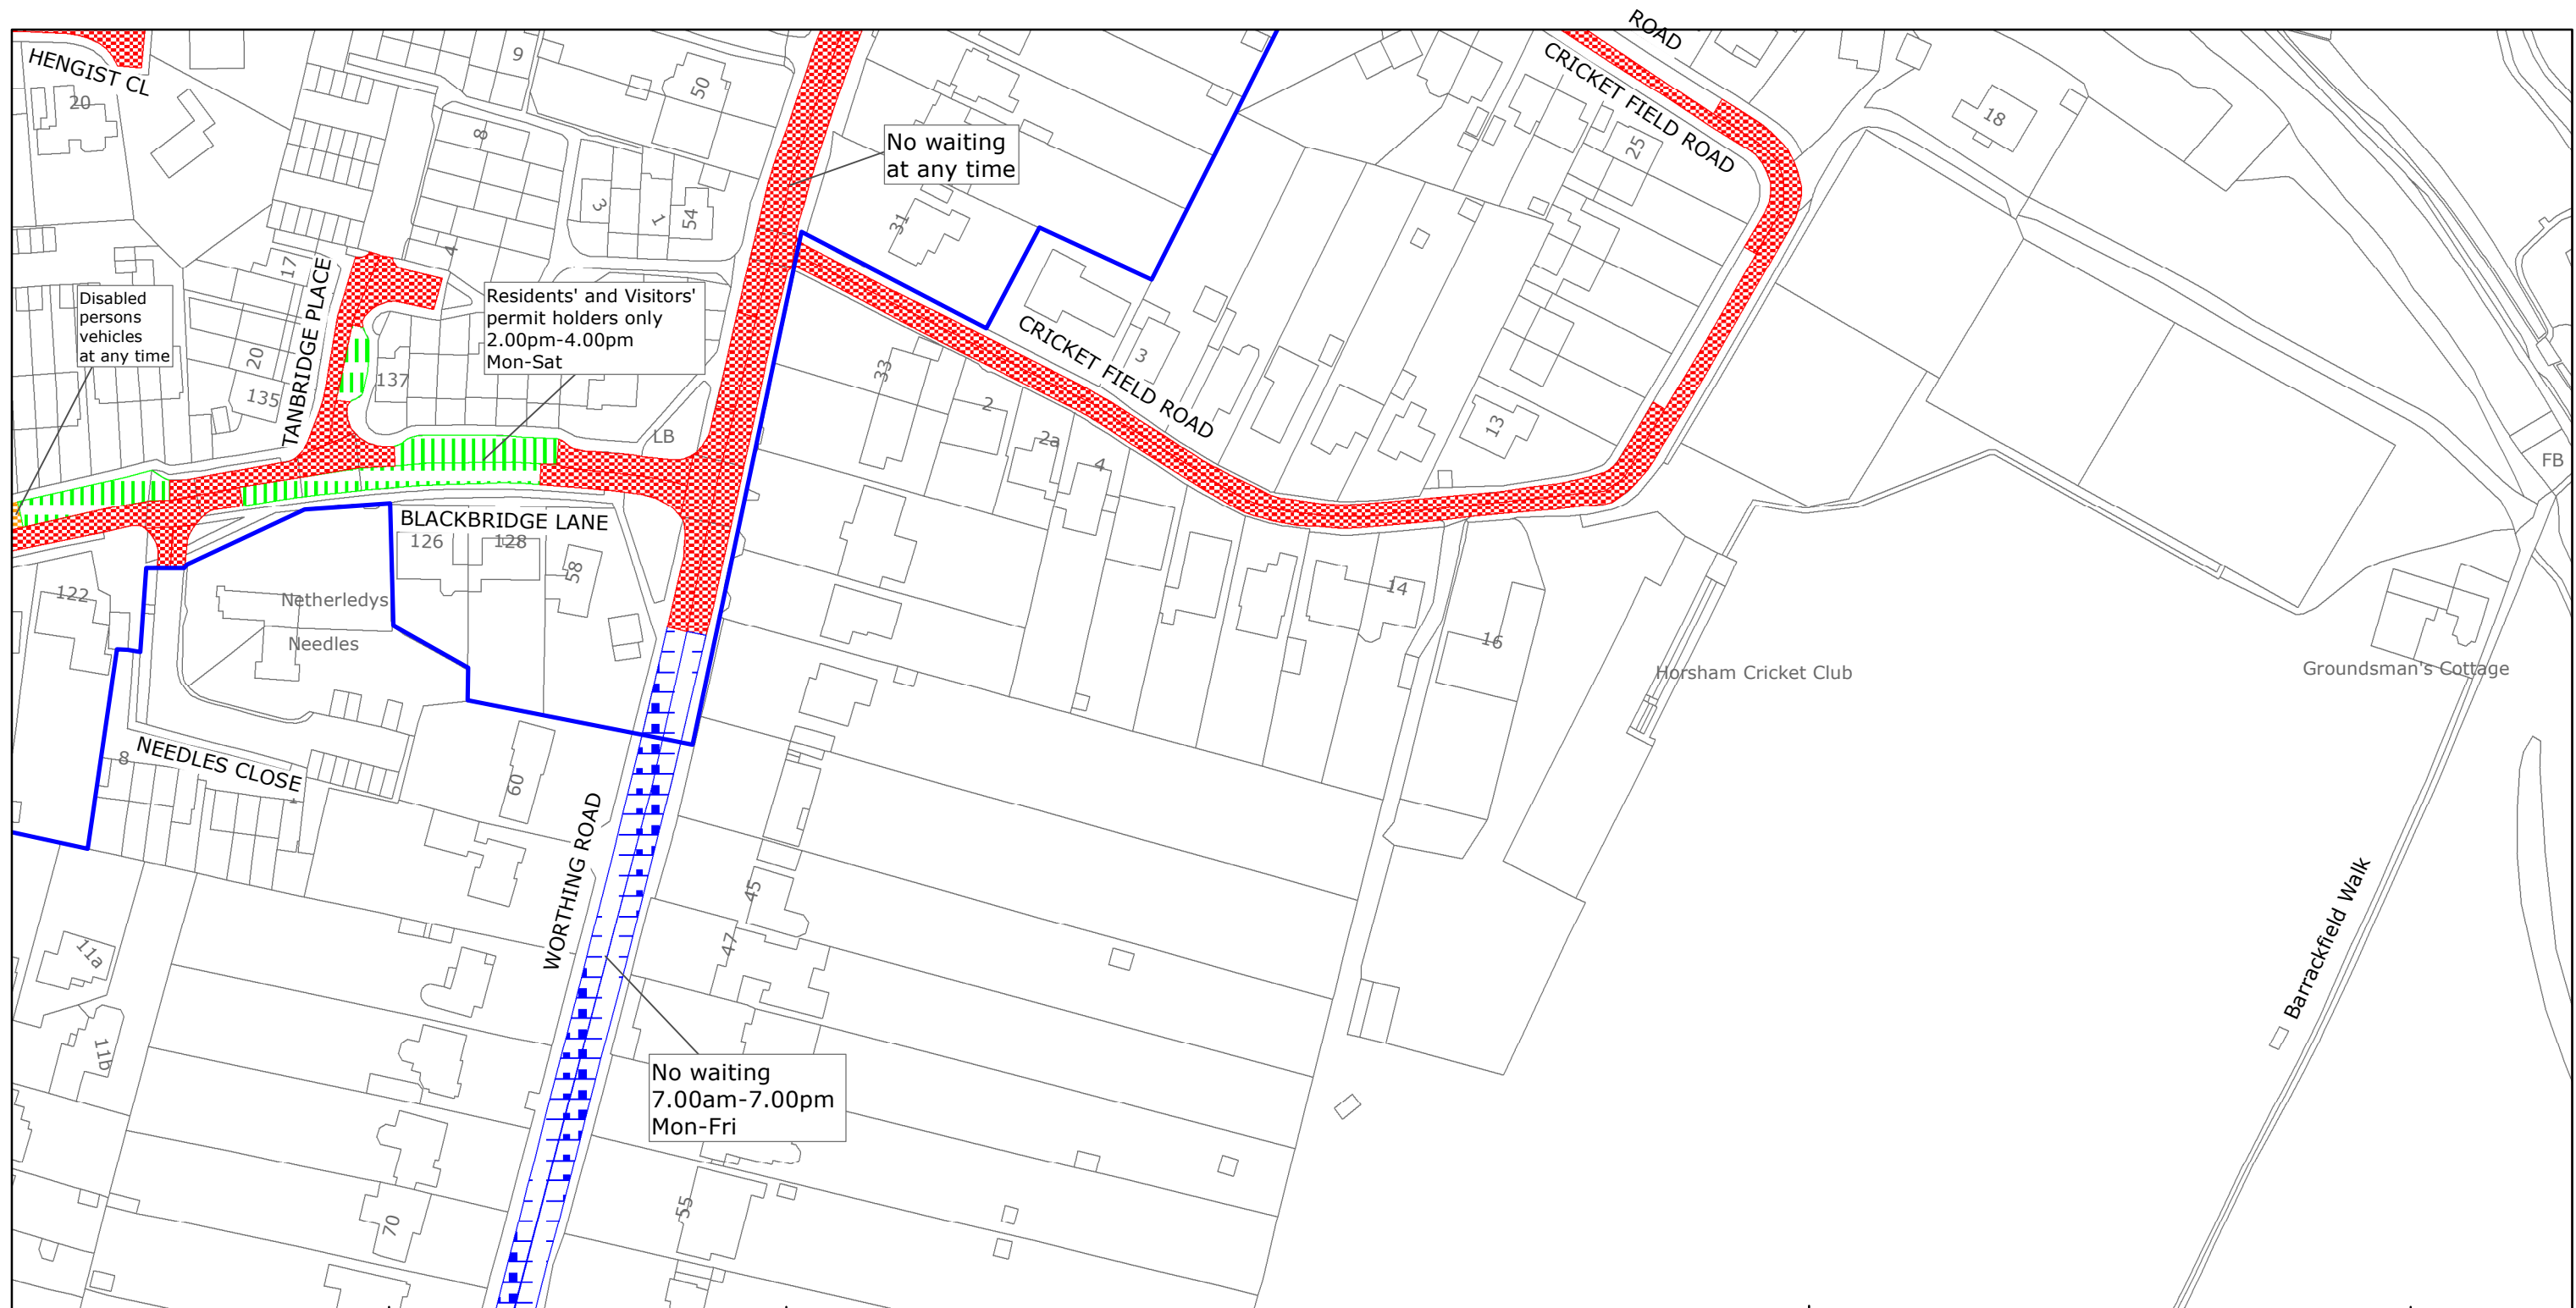 ROAD
HENGIST CL
CRICKET FIELD ROAD
9
50
20
18
8
No waiting
at any time
25
3
1
54
31
4
17
TANBRIDGE PLACE
Disabled
persons
vehicles
at any time
Residents' and Visitors'
permit holders only
2.00pm-4.00pm
Mon-Sat
CRICKET FIELD ROAD
3
20
137
33
135
2
13
LB
2a
4
FB
BLACKBRIDGE LANE
126
128
58
122
14
Netherledys
Needles
16
Horsham Cricket Club
Groundsman's Cottage
NEEDLES CLOSE
8
60
WORTHING ROAD
45
47
11a
Barrackfield Walk
11b
No waiting
7.00am-7.00pm
Mon-Fri
55
70